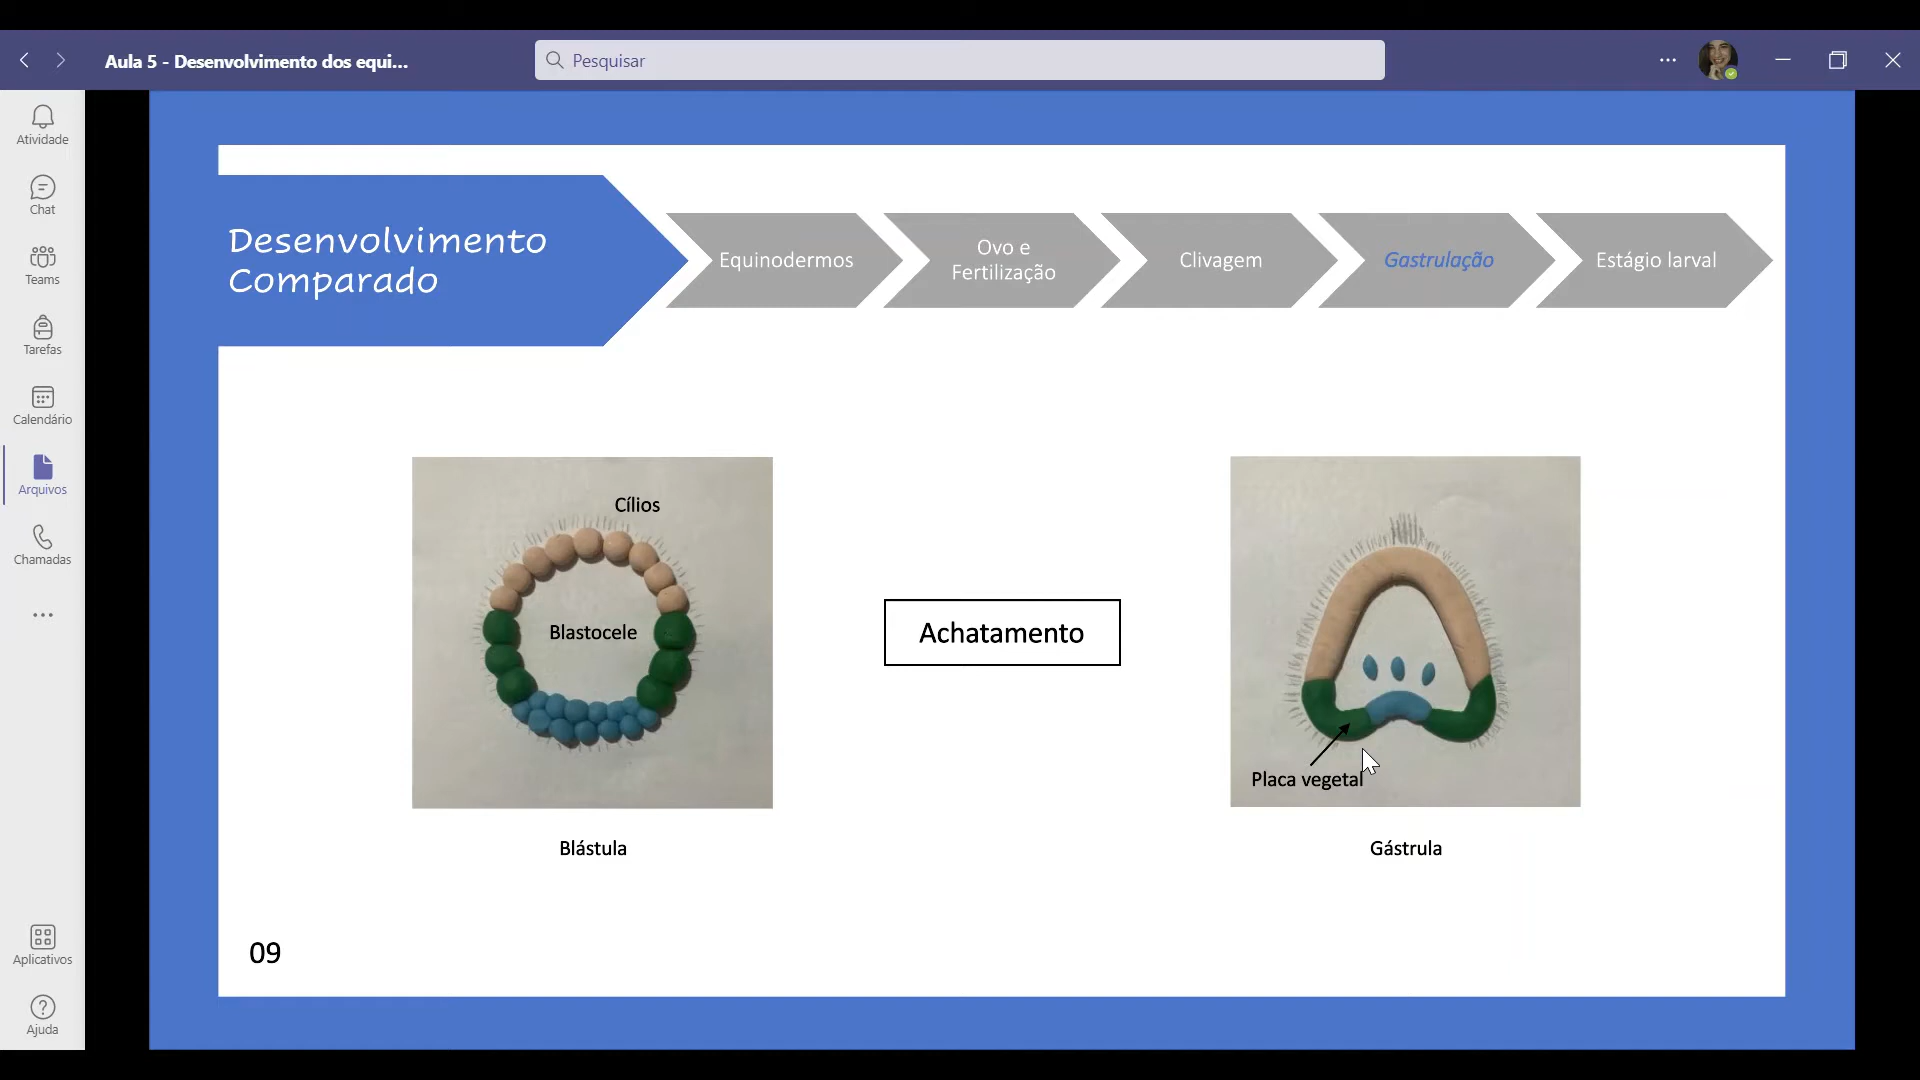 Aula 5 - Desenvolvimento dos equi...
Pesquisar
Atividade
Chat
Teams
Tarefas
Calendário
Arquivos
Chamadas
Aplicativos
Ajuda
Desenvolvimento
Comparado
Equinodermos
Ovo e
Fertilização
Clivagem
Gastrulação
Estágio larval
Cílios
Blastocele
Blástula
Achatamento
Placa vegetal
Gástrula
09